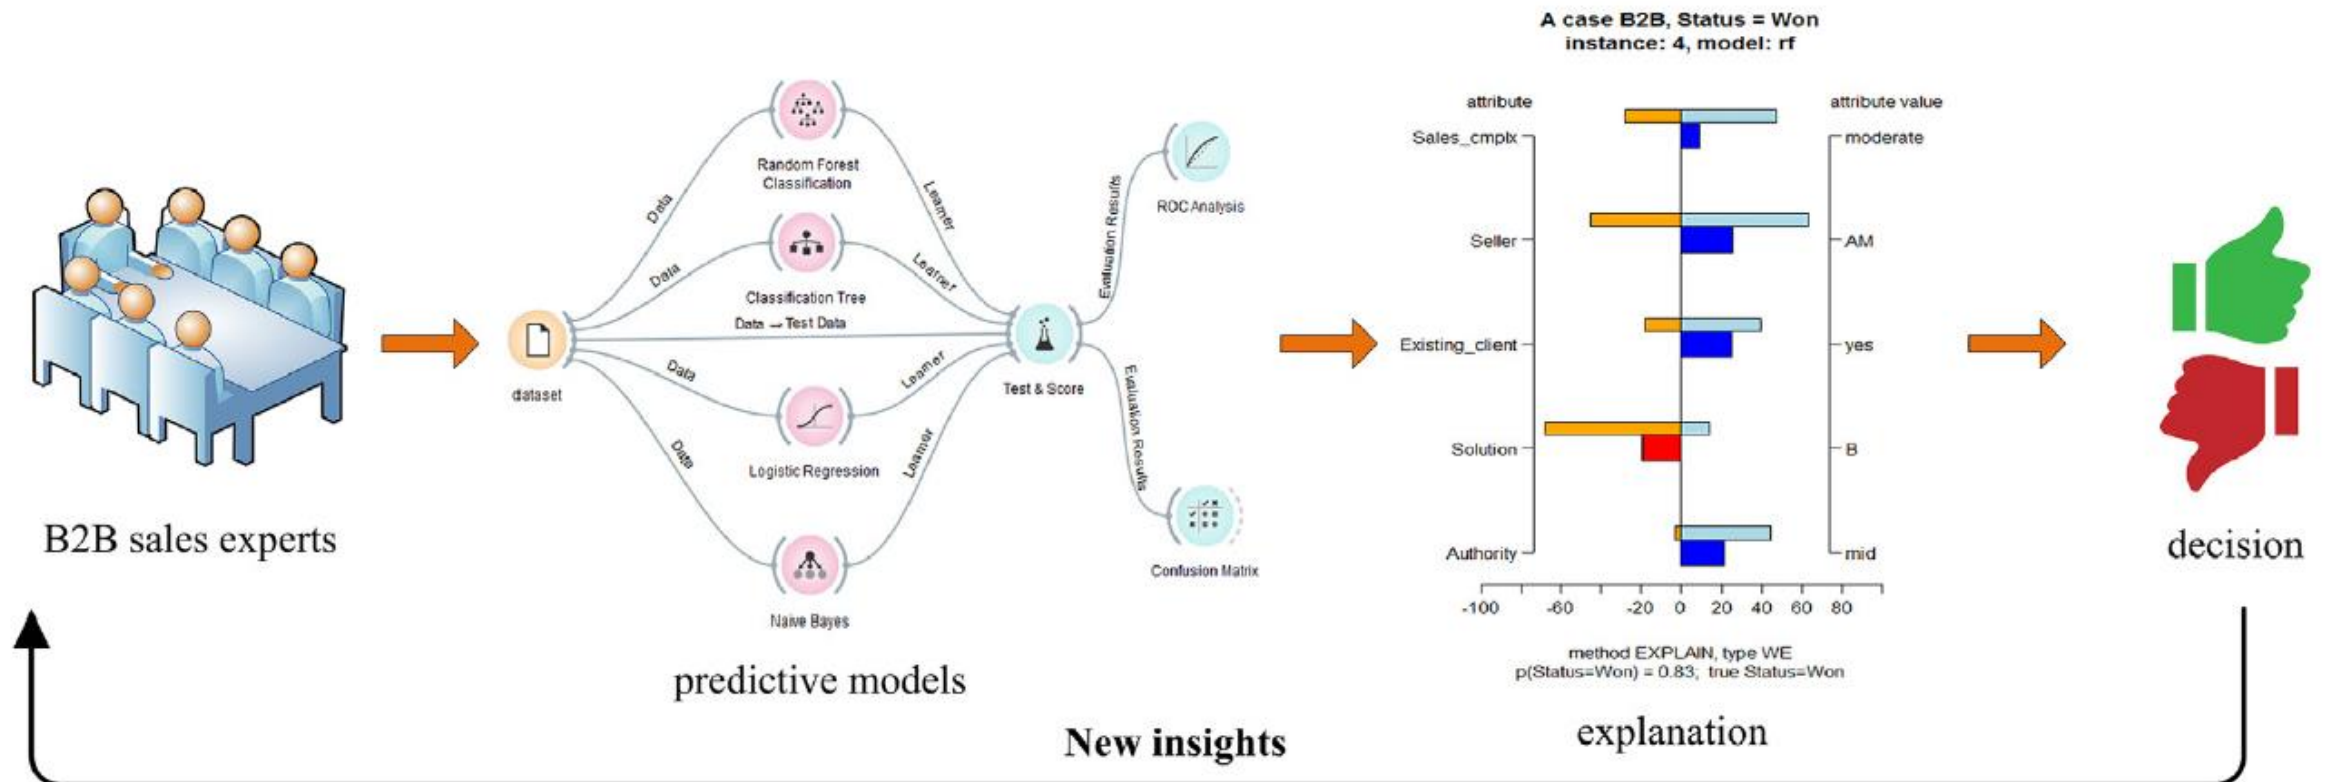 A case B2B, Status = Won
instance: 4, model: rf
attribute
attribute value
Sales_cmplx
moderate
Seller
AM
Existing_client
yes
Solution
B
Authority
mid
-100
-60
-20
0
20
40
60
80
method EXPLAIN, type WE
p(Status=Won) = 0.83; true Status=Won
explanation
B2B sales experts
dataset
Data
Data
Data → Test Data
Data
Data
Random Forest
Classification
Classification Tree
Logistic Regression
Naive Bayes
Learner
Learner
Learner
Learner
Test & Score
Evaluation Results
Evaluation Results
ROC Analysis
Confusion Matrix
predictive models
decision
New insights